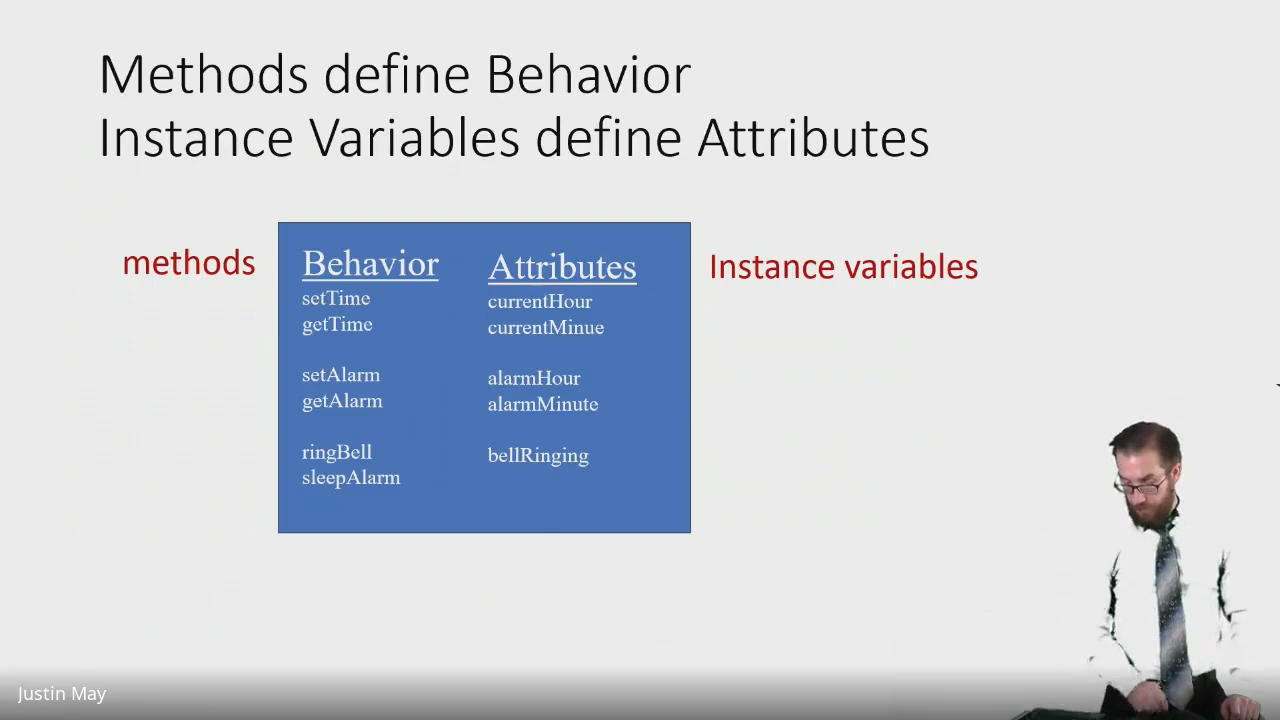 Methods define Behavior
Instance Variables define Attributes
methods
Behavior
setTime
getTime
setAlarm
getAlarm
ringBell
sleepAlarm
Attributes
currentHour
currentMinue
alarmHour
alarmMinute
bellRinging
Instance variables
Justin May